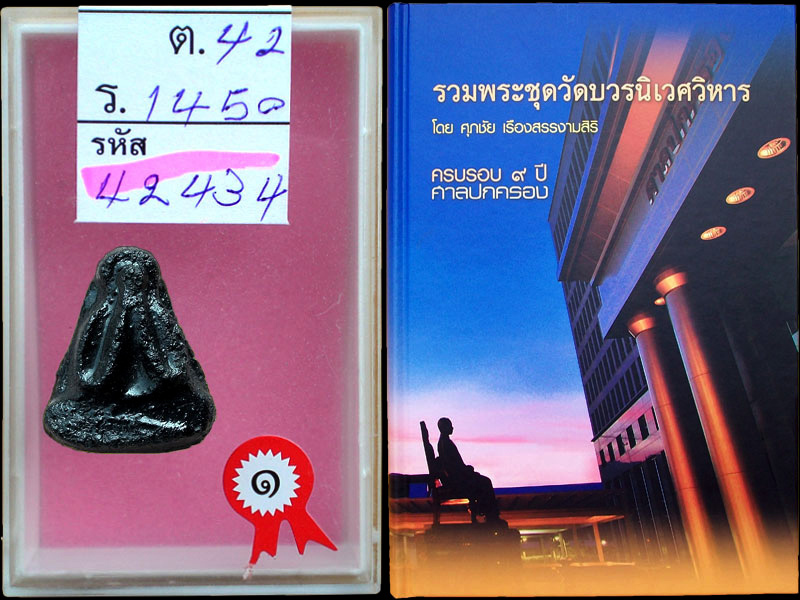 ต. 42
ร. 1450
รหัส
42434
๑
รวมพระชุดวัดบวรนิเวศวิหาร
โดย ศุภชัย เรืองสรรงามสิริ
ครบรอบ ๙ ปี
ศาลปกครอง